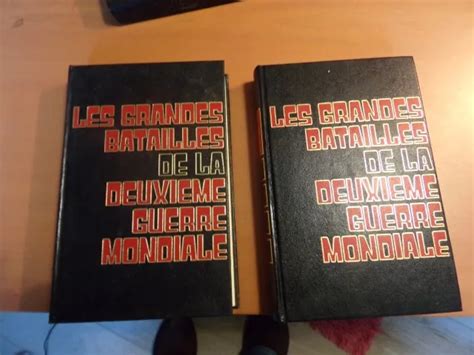 LES GRANDES
BATAILLES
DE LA
DEUXIEME
GUERRE
MONDIALE
LES GRANDES
BATAILLES
DE LA
DEUXIEME
GUERRE
MONDIALE